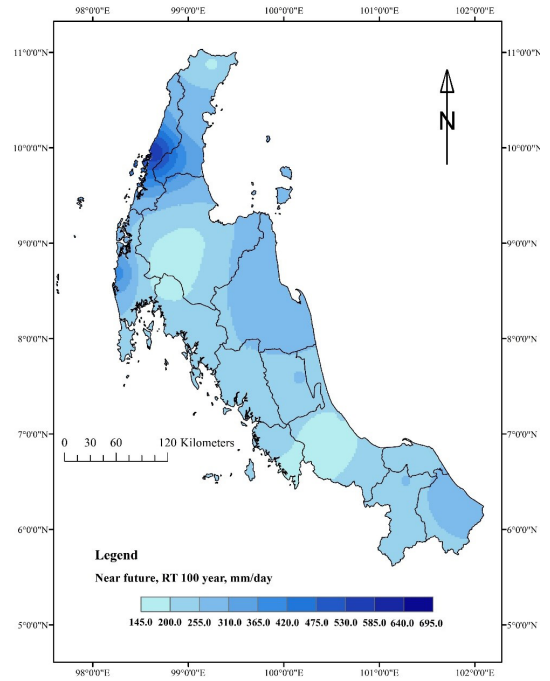 98°0'0"E 99°0'0"E 100°0'0"E 101°0'0"E 102°0'0"E
11°0'0"N 11°0'0"N
N
10°0'0"N 10°0'0"N
9°0'0"N 9°0'0"N
8°0'0"N 8°0'0"N
7°0'0"N 7°0'0"N
0 30 60 120 Kilometers
6°0'0"N 6°0'0"N
Legend
Near future, RT 100 year, mm/day
145.0 200.0 255.0 310.0 365.0 420.0 475.0 530.0 585.0 640.0 695.0
5°0'0"N 5°0'0"N
98°0'0"E 99°0'0"E 100°0'0"E 101°0'0"E 102°0'0"E